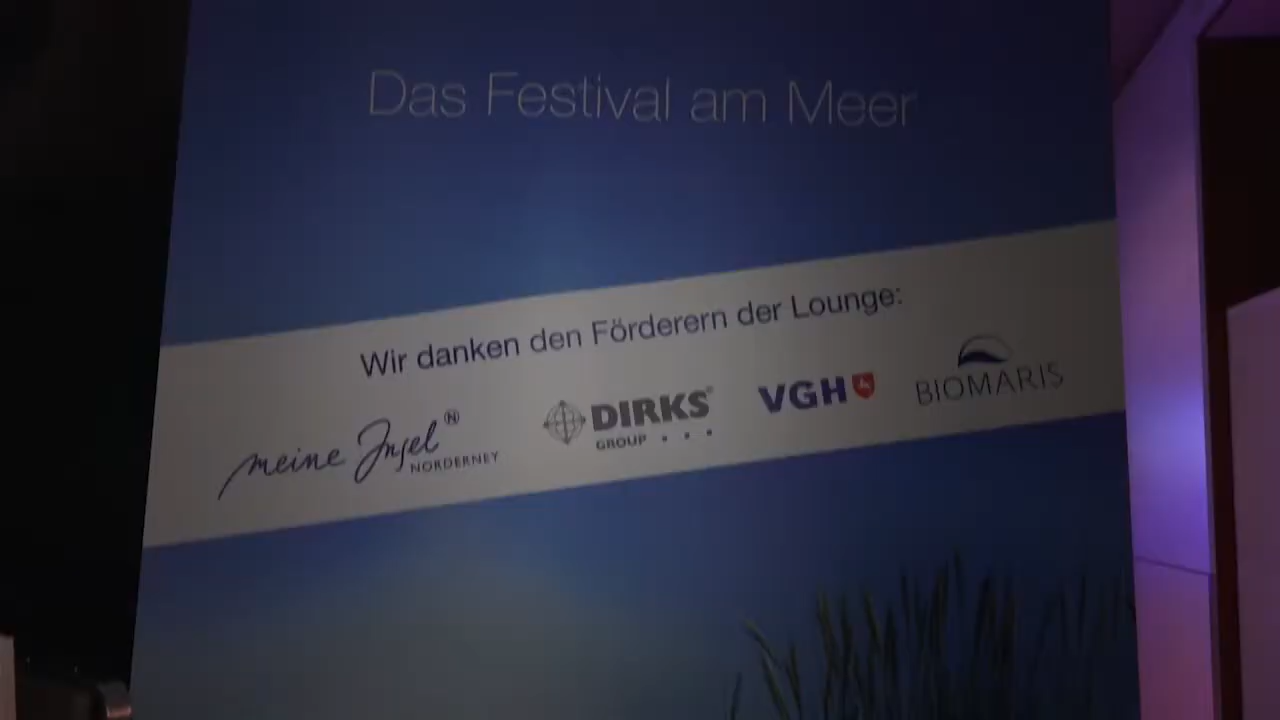 Das Festival am Meer
Wir danken den Förderern der Lounge:
meine Insel N
NORDERNEY
DIRKS
GROUP
VGH
BIOMARIS